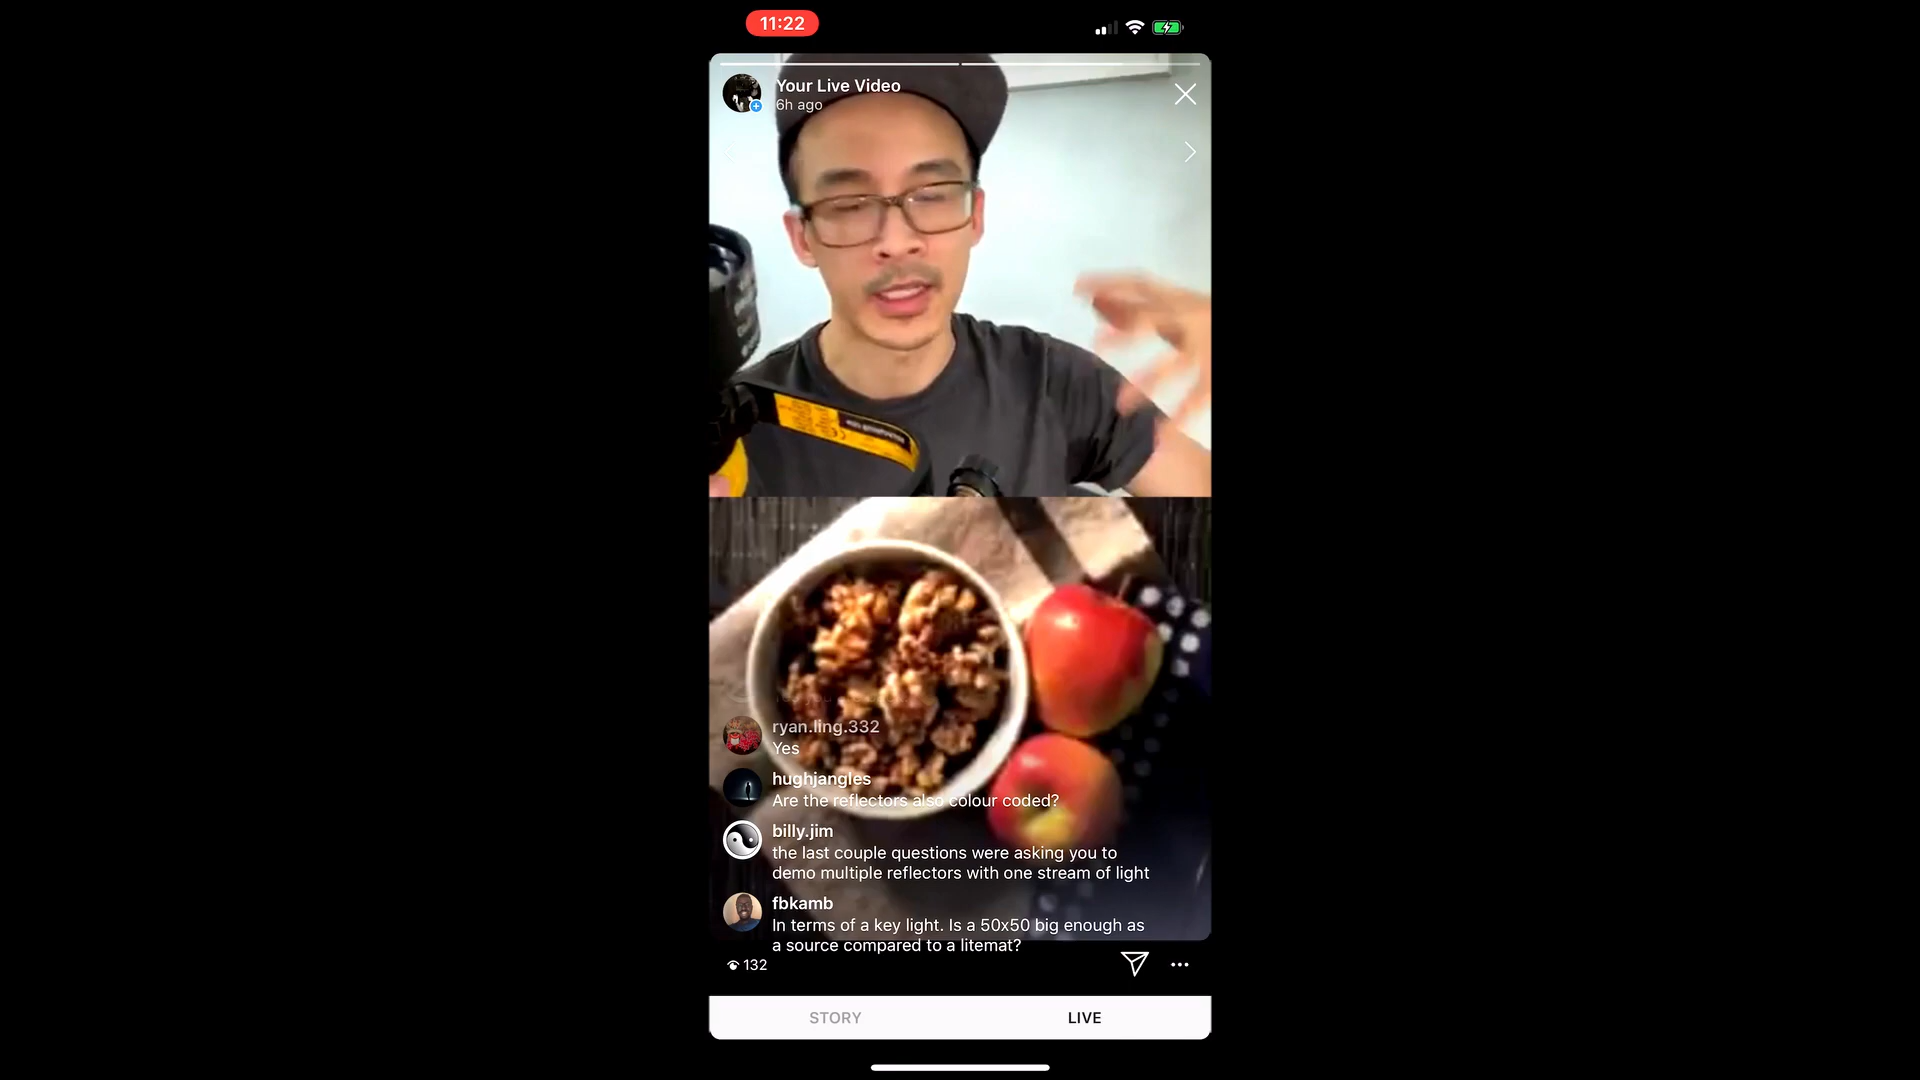 11:22
Your Live Video
6h ago
ryan.ling.332
Yes
hughjangles
Are the reflectors also colour coded?
billy.jim
the last couple questions were asking you to
demo multiple reflectors with one stream of light
fbkamb
In terms of a key light. Is a 50x50 big enough as
a source compared to a litemat?
132
STORY
LIVE